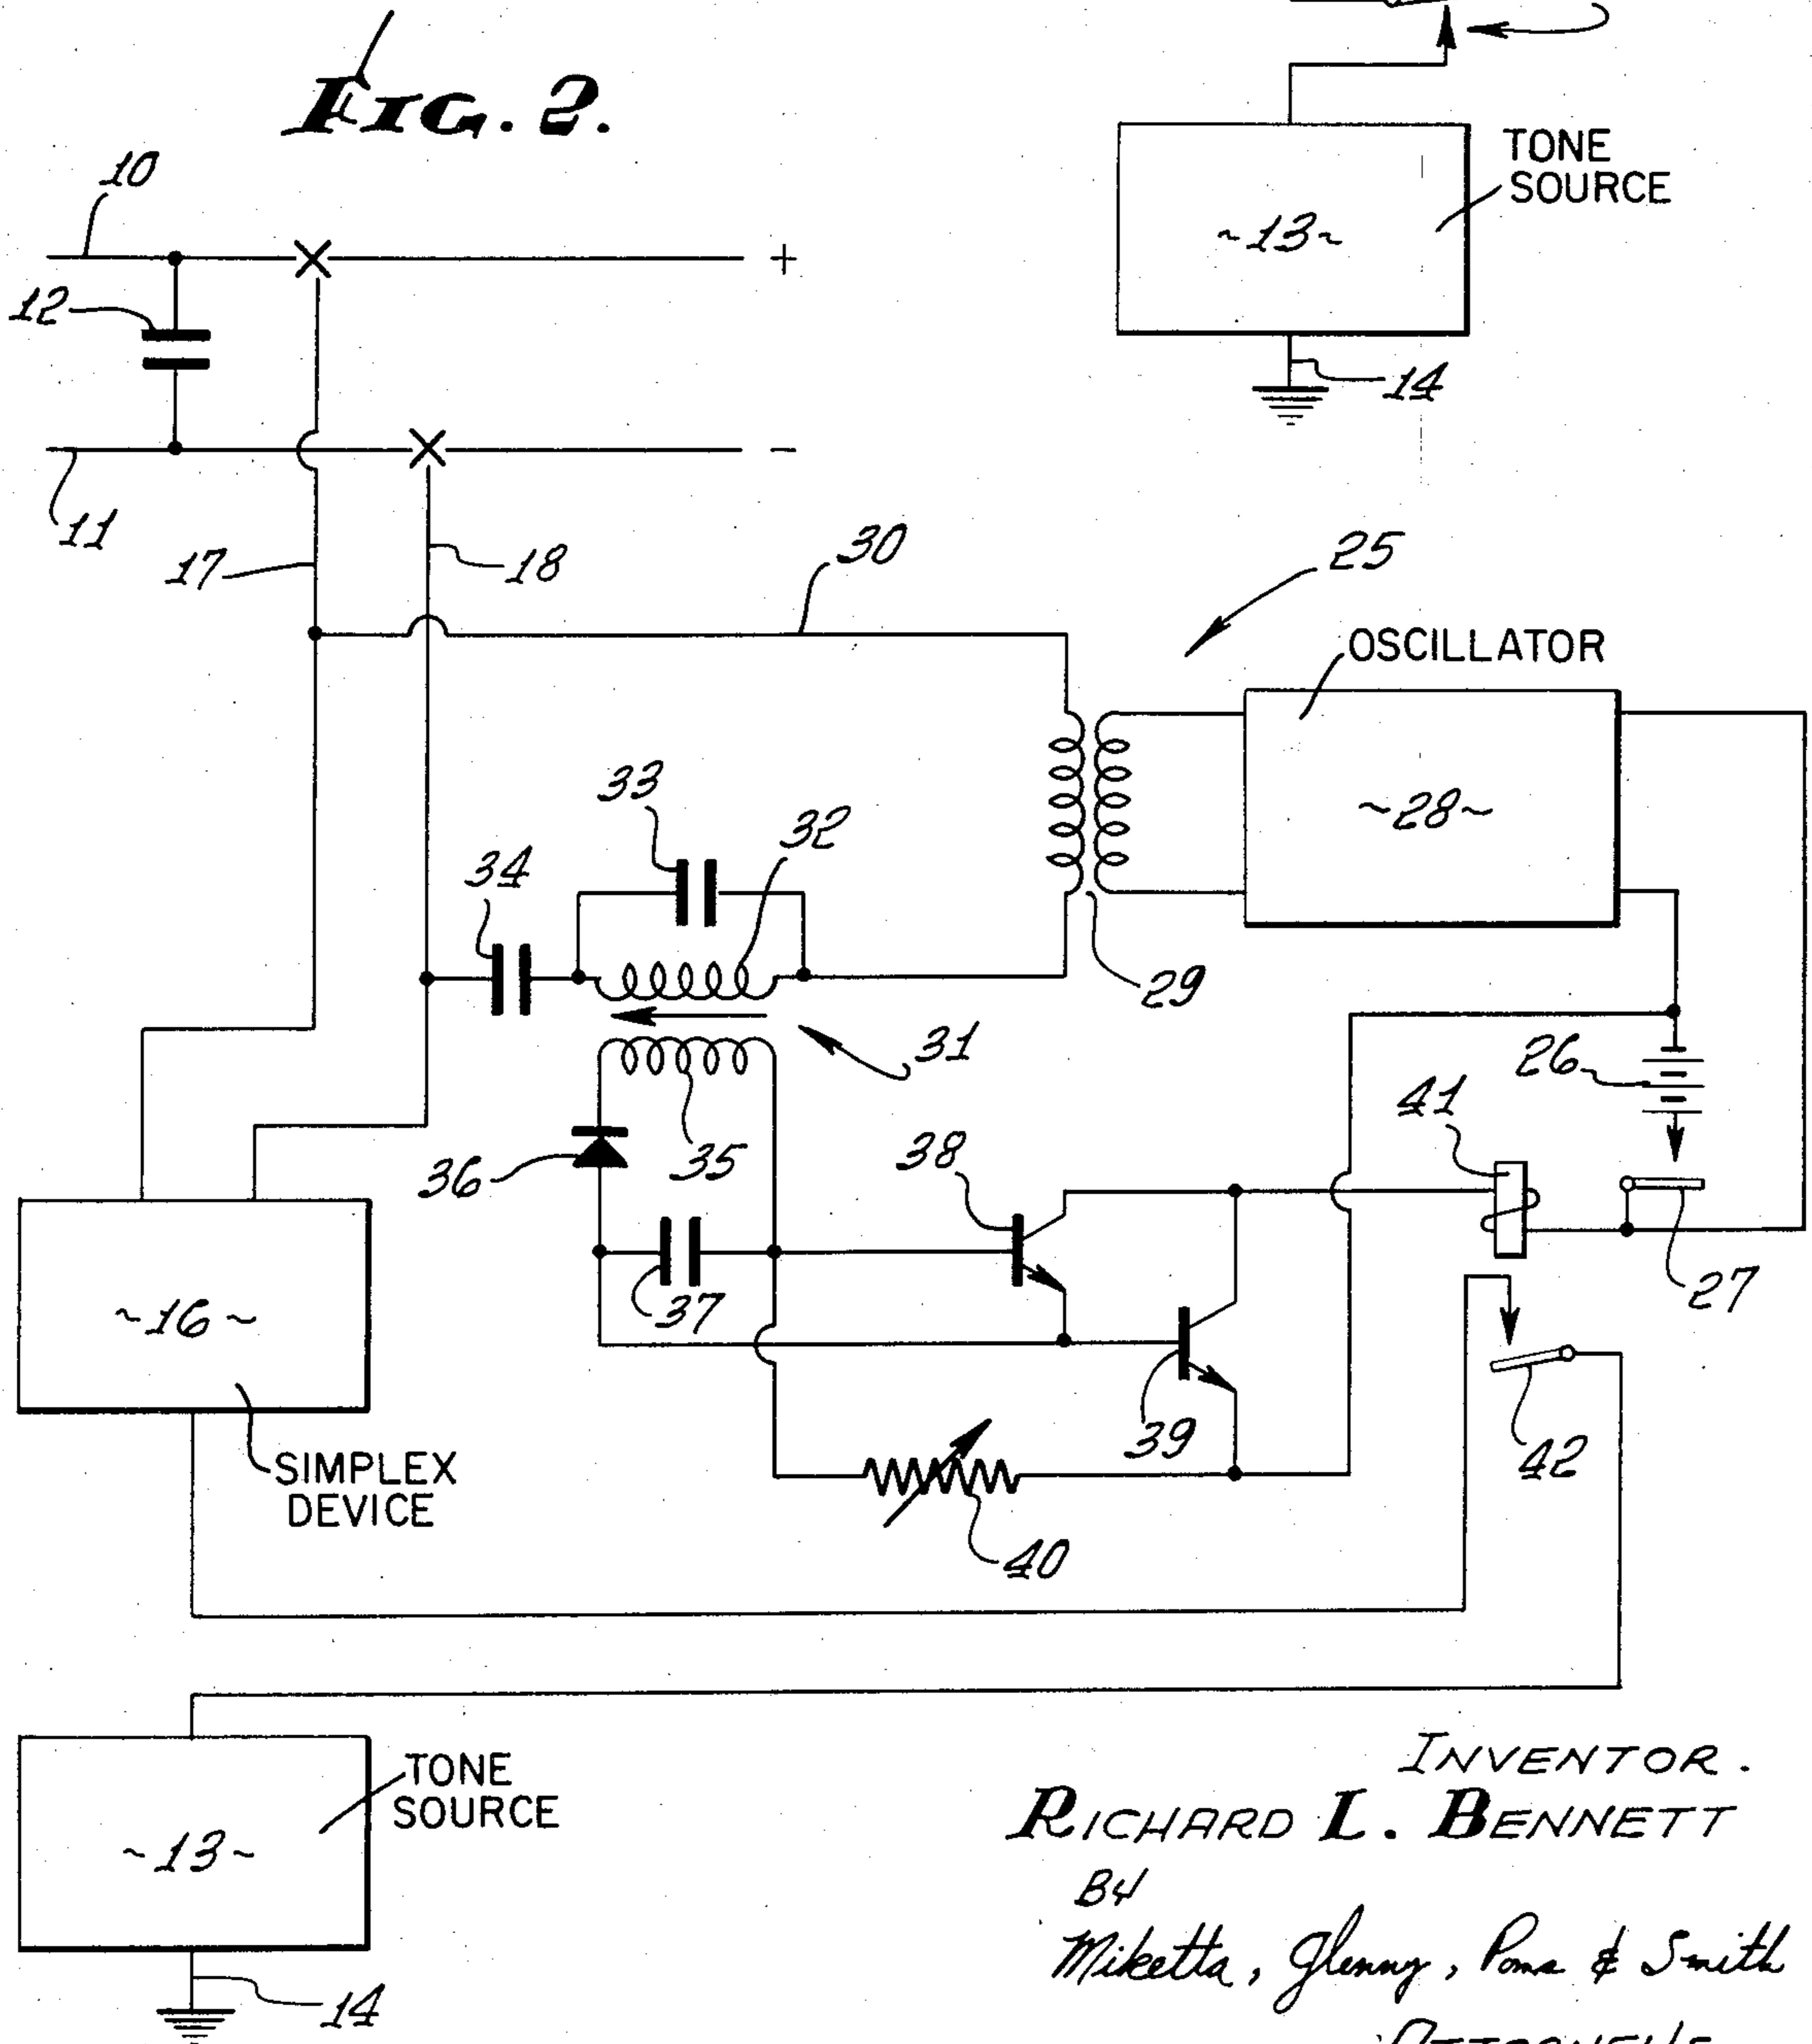 FIG. 2.
TONE
SOURCE
~13~
14
10
12
+
-
11
17
18
30
25
OSCILLATOR
~28~
33
32
34
29
31
26
41
35
36
38
27
37
~16~
39
42
SIMPLEX
DEVICE
40
TONE
SOURCE
~13~
14
INVENTOR.
RICHARD L. BENNETT
BY
Miketta, Glenny, Poms & Smith
ATTORNEYS